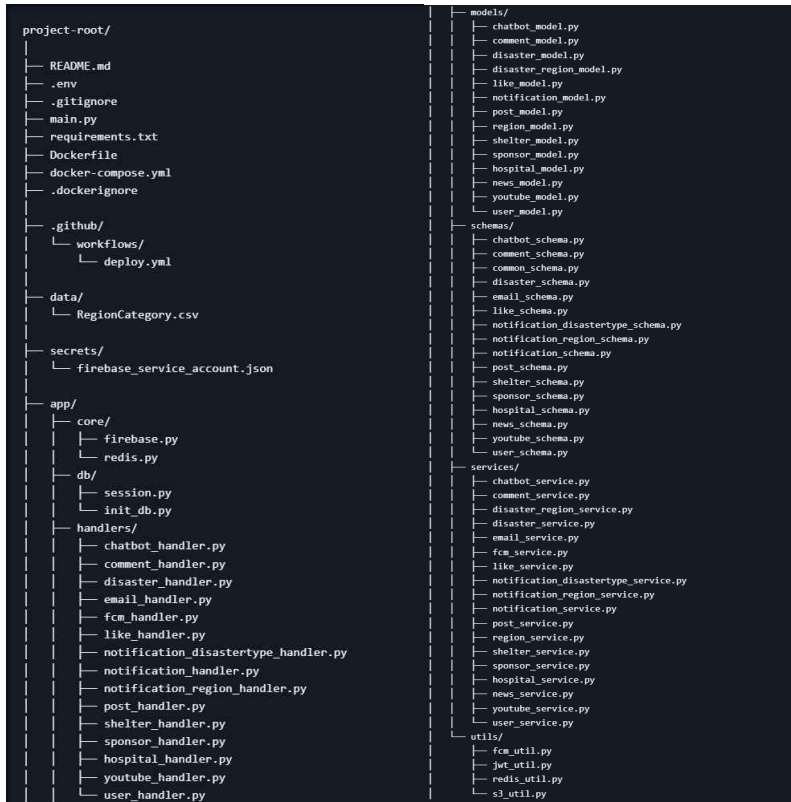 project-root/
│
├── README.md
├── .env
├── .gitignore
├── main.py
├── requirements.txt
├── Dockerfile
├── docker-compose.yml
├── .dockerignore
│
├── .github/
│   └── workflows/
│       └── deploy.yml
│
├── data/
│   └── RegionCategory.csv
│
├── secrets/
│   └── firebase_service_account.json
│
├── app/
│   ├── core/
│   │   ├── firebase.py
│   │   └── redis.py
│   ├── db/
│   │   ├── session.py
│   │   └── init_db.py
│   ├── handlers/
│   │   ├── chatbot_handler.py
│   │   ├── comment_handler.py
│   │   ├── disaster_handler.py
│   │   ├── email_handler.py
│   │   ├── fcm_handler.py
│   │   ├── like_handler.py
│   │   ├── notification_disastertype_handler.py
│   │   ├── notification_handler.py
│   │   ├── notification_region_handler.py
│   │   ├── post_handler.py
│   │   ├── shelter_handler.py
│   │   ├── sponsor_handler.py
│   │   ├── hospital_handler.py
│   │   ├── youtube_handler.py
│   │   └── user_handler.py
│   ├── models/
│   │   ├── chatbot_model.py
│   │   ├── comment_model.py
│   │   ├── disaster_model.py
│   │   ├── disaster_region_model.py
│   │   ├── like_model.py
│   │   ├── notification_model.py
│   │   ├── post_model.py
│   │   ├── region_model.py
│   │   ├── shelter_model.py
│   │   ├── sponsor_model.py
│   │   ├── hospital_model.py
│   │   ├── news_model.py
│   │   ├── youtube_model.py
│   │   └── user_model.py
│   ├── schemas/
│   │   ├── chatbot_schema.py
│   │   ├── comment_schema.py
│   │   ├── common_schema.py
│   │   ├── disaster_schema.py
│   │   ├── email_schema.py
│   │   ├── like_schema.py
│   │   ├── notification_disastertype_schema.py
│   │   ├── notification_region_schema.py
│   │   ├── notification_schema.py
│   │   ├── post_schema.py
│   │   ├── shelter_schema.py
│   │   ├── sponsor_schema.py
│   │   ├── hospital_schema.py
│   │   ├── news_schema.py
│   │   ├── youtube_schema.py
│   │   └── user_schema.py
│   ├── services/
│   │   ├── chatbot_service.py
│   │   ├── comment_service.py
│   │   ├── disaster_region_service.py
│   │   ├── disaster_service.py
│   │   ├── email_service.py
│   │   ├── fcm_service.py
│   │   ├── like_service.py
│   │   ├── notification_disastertype_service.py
│   │   ├── notification_region_service.py
│   │   ├── notification_service.py
│   │   ├── post_service.py
│   │   ├── region_service.py
│   │   ├── shelter_service.py
│   │   ├── sponsor_service.py
│   │   ├── hospital_service.py
│   │   ├── news_service.py
│   │   ├── youtube_service.py
│   │   └── user_service.py
│   └── utils/
│       ├── fcm_util.py
│       ├── jwt_util.py
│       ├── redis_util.py
│       └── s3_util.py